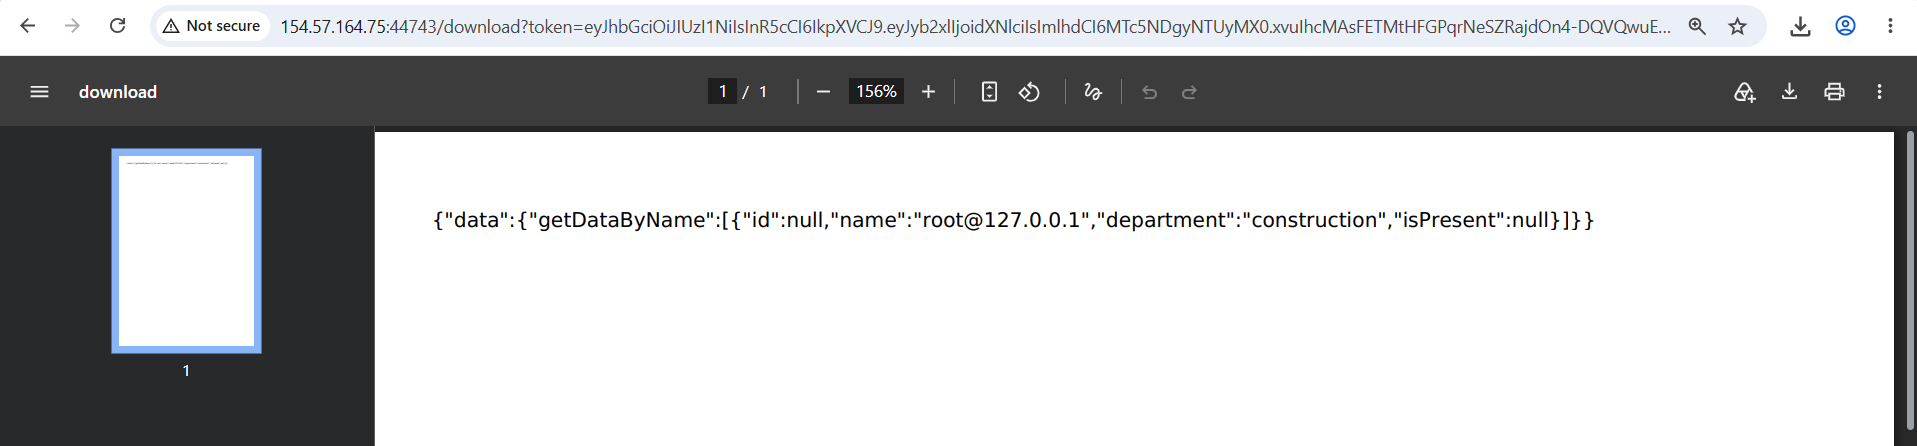 Not secure
154.57.164.75:44743/download?token=eyJhbGciOiJIUzI1NiIsInR5cCI6IkpXVCJ9.eyJyb2xlIjoidXNlciIsImlhdCI6MTc5NDgyNTUyMX0.xvuIhcMAsFETMtHFGPqrNeSZRajdOn4-DQVQwuE...
download
1 / 1
156%
{"data":{"getDataByName":[{"id":null,"name":"root@127.0.0.1","department":"construction","isPresent":null}]}}
1